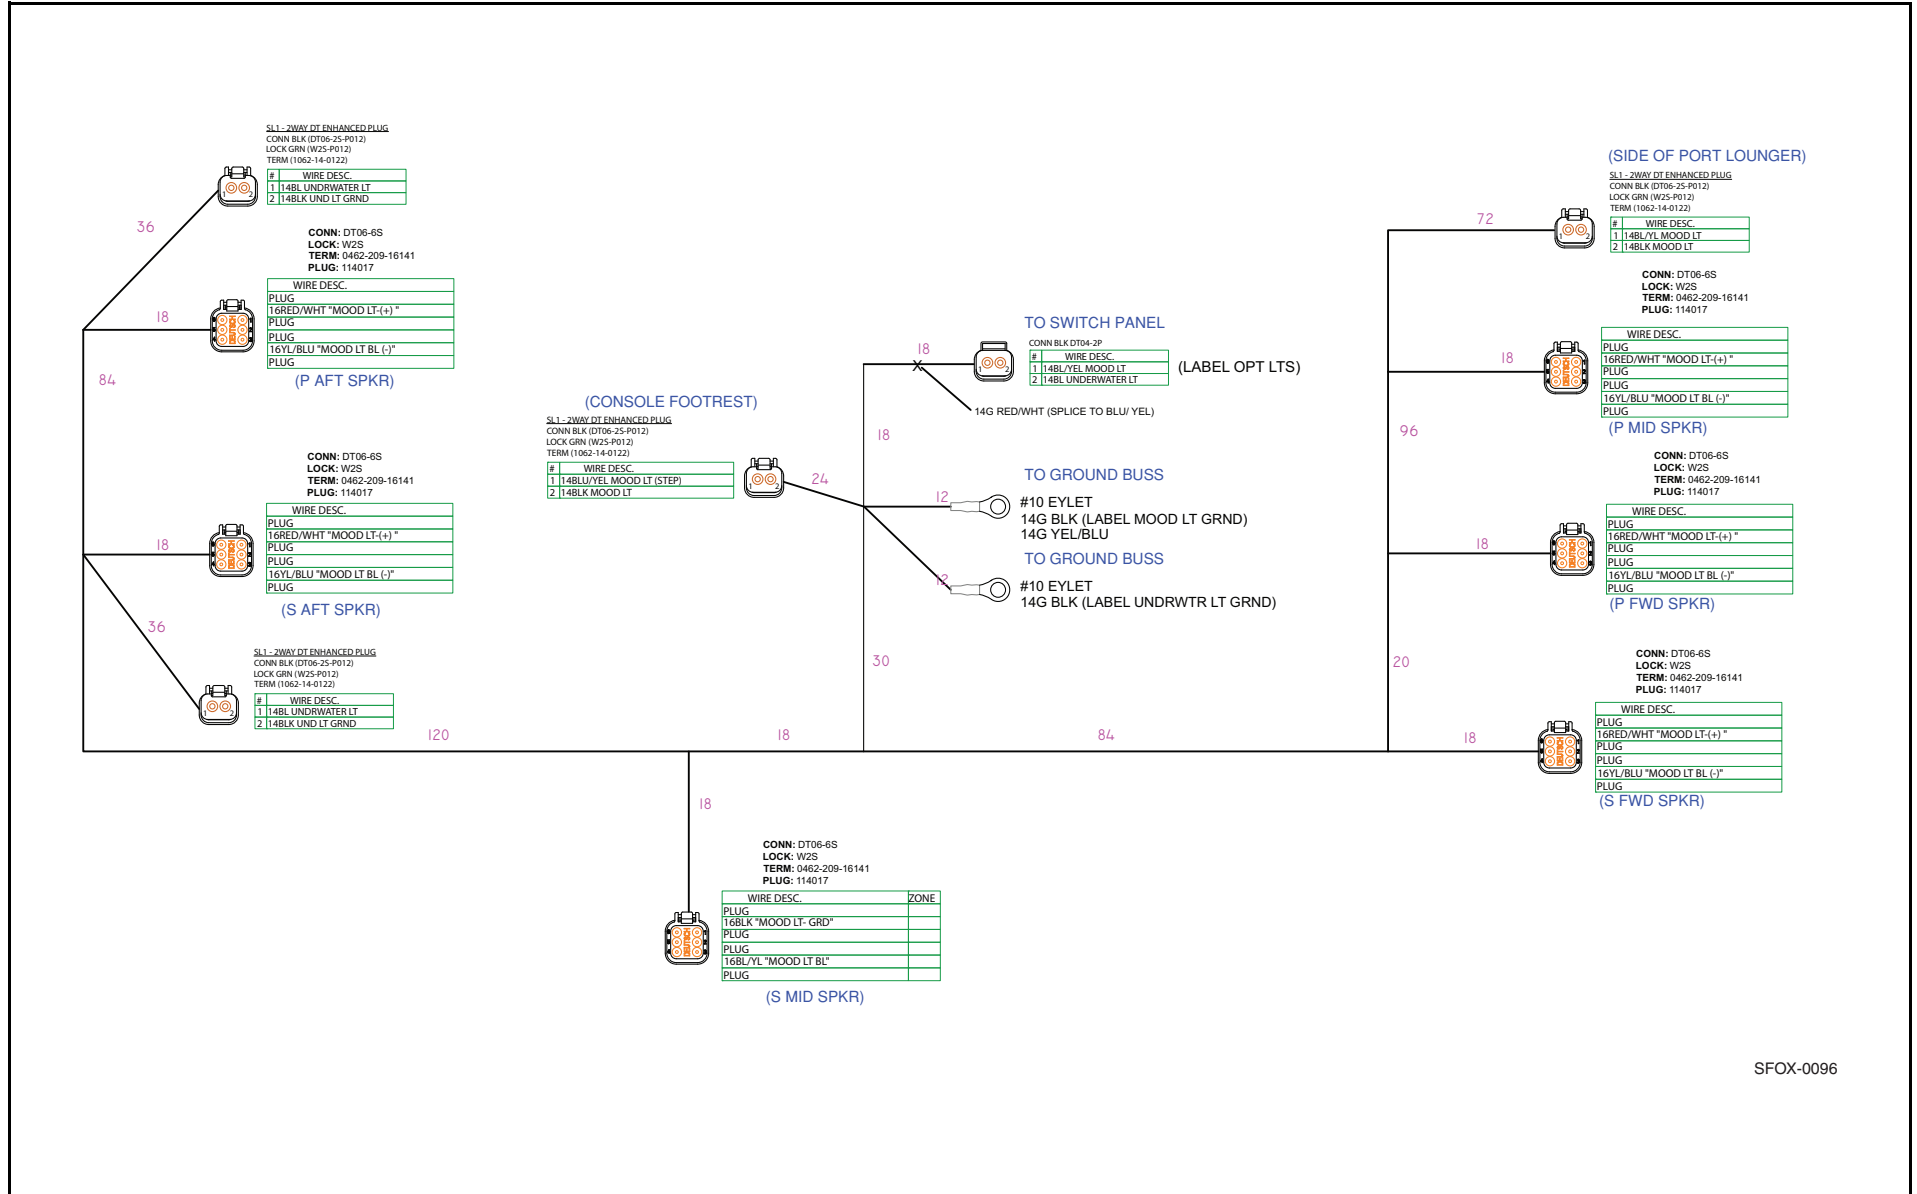 SL1 - 2WAY DT ENHANCED PLUG
CONN BLK (DT06-2S-P012)
LOCK GRN (W2S-P012)
TERM (1062-14-0122)
# WIRE DESC.
1 14BL UNDRWATER LT
2 14BLK UND LT GRND
1 2
36
CONN: DT06-6S
LOCK: W2S
TERM: 0462-209-16141
PLUG: 114017
WIRE DESC.
PLUG
16RED/WHT "MOOD LT-(+) "
PLUG
PLUG
16YL/BLU "MOOD LT BL (-)"
PLUG
DEUTSCH
18
(P AFT SPKR)
84
CONN: DT06-6S
LOCK: W2S
TERM: 0462-209-16141
PLUG: 114017
WIRE DESC.
PLUG
16RED/WHT "MOOD LT-(+) "
PLUG
PLUG
16YL/BLU "MOOD LT BL (-)"
PLUG
DEUTSCH
18
(S AFT SPKR)
36
SL1 - 2WAY DT ENHANCED PLUG
CONN BLK (DT06-2S-P012)
LOCK GRN (W2S-P012)
TERM (1062-14-0122)
# WIRE DESC.
1 14BL UNDRWATER LT
2 14BLK UND LT GRND
1 2
120
18
84
(CONSOLE FOOTREST)
SL1 - 2WAY DT ENHANCED PLUG
CONN BLK (DT06-2S-P012)
LOCK GRN (W2S-P012)
TERM (1062-14-0122)
# WIRE DESC.
1 14BLU/YEL MOOD LT (STEP)
2 14BLK MOOD LT
1 2
24
TO SWITCH PANEL
CONN BLK DT04-2P
# WIRE DESC.
1 14BL/YEL MOOD LT
2 14BL UNDERWATER LT
(LABEL OPT LTS)
1 2
18
X
14G RED/WHT (SPLICE TO BLU/ YEL)
18
TO GROUND BUSS
12
#10 EYLET
14G BLK (LABEL MOOD LT GRND)
14G YEL/BLU
TO GROUND BUSS
12
#10 EYLET
14G BLK (LABEL UNDRWTR LT GRND)
30
18
CONN: DT06-6S
LOCK: W2S
TERM: 0462-209-16141
PLUG: 114017
WIRE DESC. ZONE
PLUG
16BLK "MOOD LT- GRD"
PLUG
PLUG
16BL/YL "MOOD LT BL"
PLUG
DEUTSCH
(S MID SPKR)
(SIDE OF PORT LOUNGER)
SL1 - 2WAY DT ENHANCED PLUG
CONN BLK (DT06-2S-P012)
LOCK GRN (W2S-P012)
TERM (1062-14-0122)
# WIRE DESC.
1 14BL/YL MOOD LT
2 14BLK MOOD LT
1 2
72
CONN: DT06-6S
LOCK: W2S
TERM: 0462-209-16141
PLUG: 114017
WIRE DESC.
PLUG
16RED/WHT "MOOD LT-(+) "
PLUG
PLUG
16YL/BLU "MOOD LT BL (-)"
PLUG
DEUTSCH
18
(P MID SPKR)
96
CONN: DT06-6S
LOCK: W2S
TERM: 0462-209-16141
PLUG: 114017
WIRE DESC.
PLUG
16RED/WHT "MOOD LT-(+) "
PLUG
PLUG
16YL/BLU "MOOD LT BL (-)"
PLUG
DEUTSCH
18
(P FWD SPKR)
20
CONN: DT06-6S
LOCK: W2S
TERM: 0462-209-16141
PLUG: 114017
WIRE DESC.
PLUG
16RED/WHT "MOOD LT-(+) "
PLUG
PLUG
16YL/BLU "MOOD LT BL (-)"
PLUG
DEUTSCH
18
(S FWD SPKR)
SFOX-0096